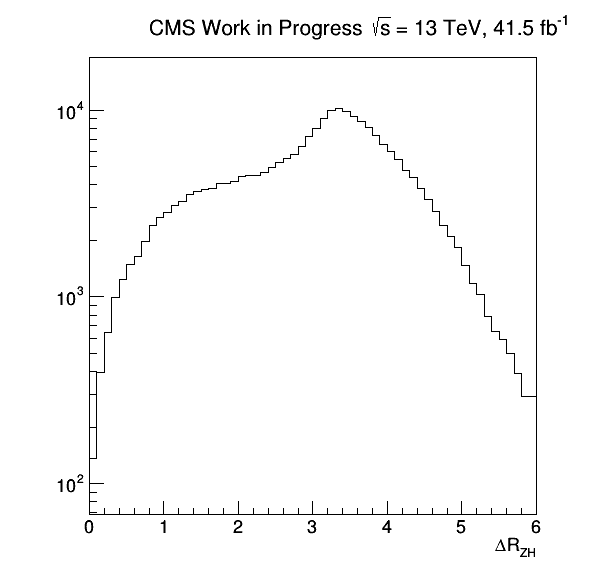 CMS Work in Progress √s = 13 TeV, 41.5 fb⁻¹
10⁴
10³
10²
0 1 2 3 4 5 6
ΔR_ZH